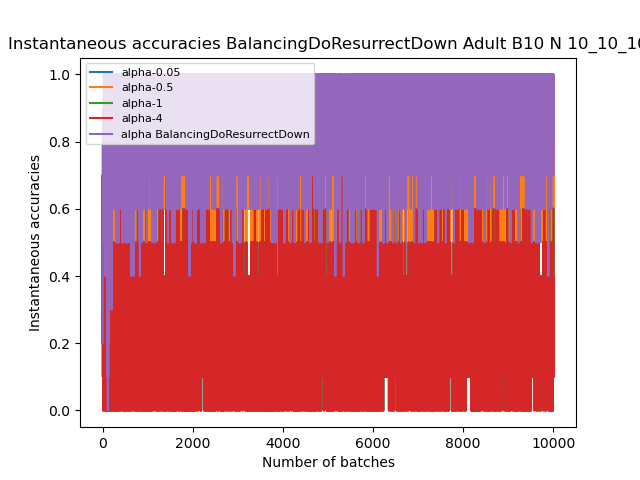 Instantaneous accuracies BalancingDoResurrectDown Adult B10 N 10_10_10
alpha-0.05
alpha-0.5
alpha-1
alpha-4
alpha BalancingDoResurrectDown
1.0
0.8
0.6
0.4
0.2
0.0
Instantaneous accuracies
0 2000 4000 6000 8000 10000
Number of batches